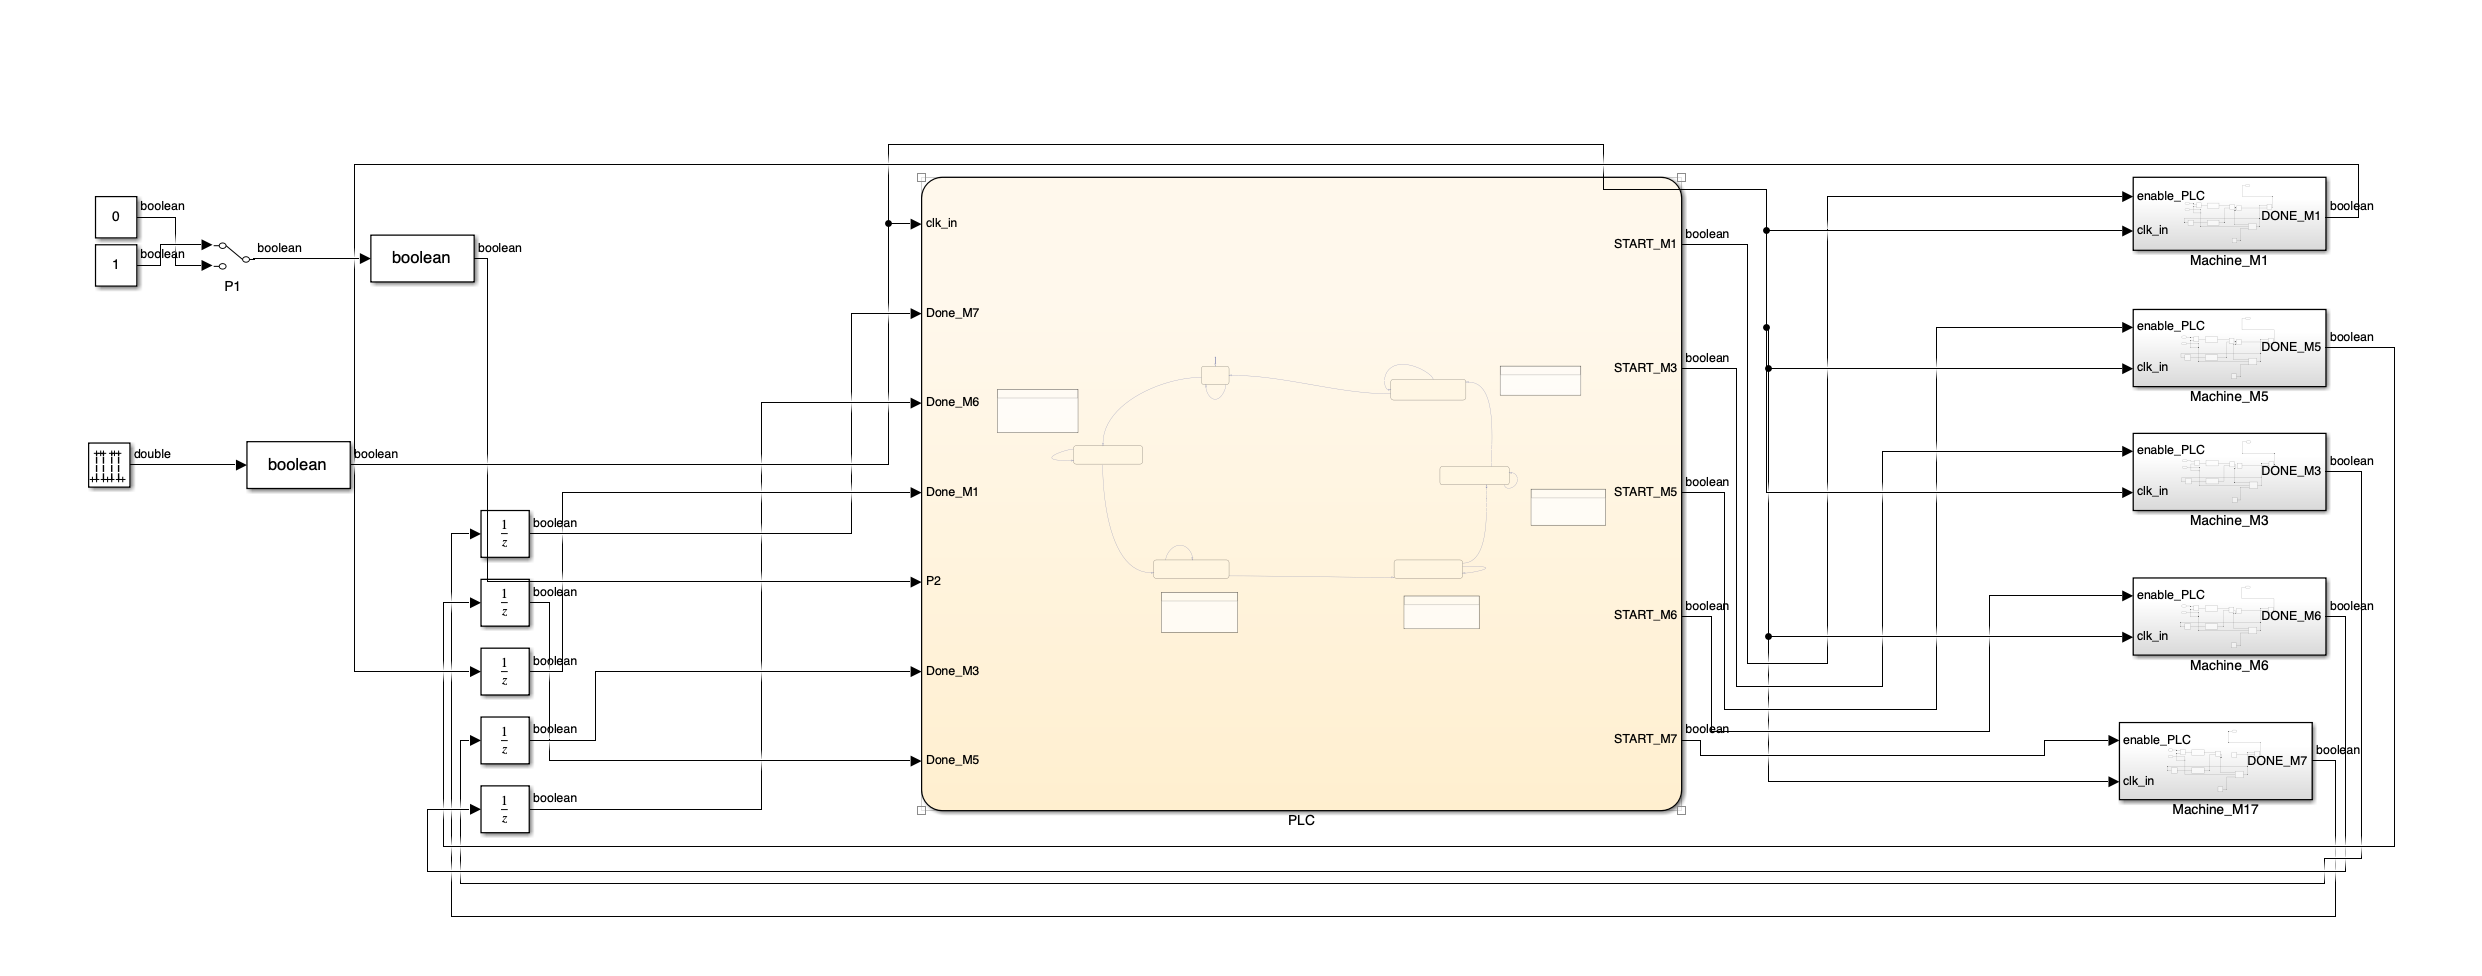 0
boolean
1
boolean
P1
boolean
boolean
boolean
double
boolean
boolean
1
z
boolean
1
z
boolean
1
z
boolean
1
z
boolean
1
z
boolean
clk_in
Done_M7
Done_M6
Done_M1
P2
Done_M3
Done_M5
START_M1
boolean
START_M3
boolean
START_M5
boolean
START_M6
boolean
START_M7
boolean
PLC
enable_PLC
clk_in
DONE_M1
boolean
Machine_M1
enable_PLC
clk_in
DONE_M5
boolean
Machine_M5
enable_PLC
clk_in
DONE_M3
boolean
Machine_M3
enable_PLC
clk_in
DONE_M6
boolean
Machine_M6
enable_PLC
clk_in
DONE_M7
boolean
Machine_M17